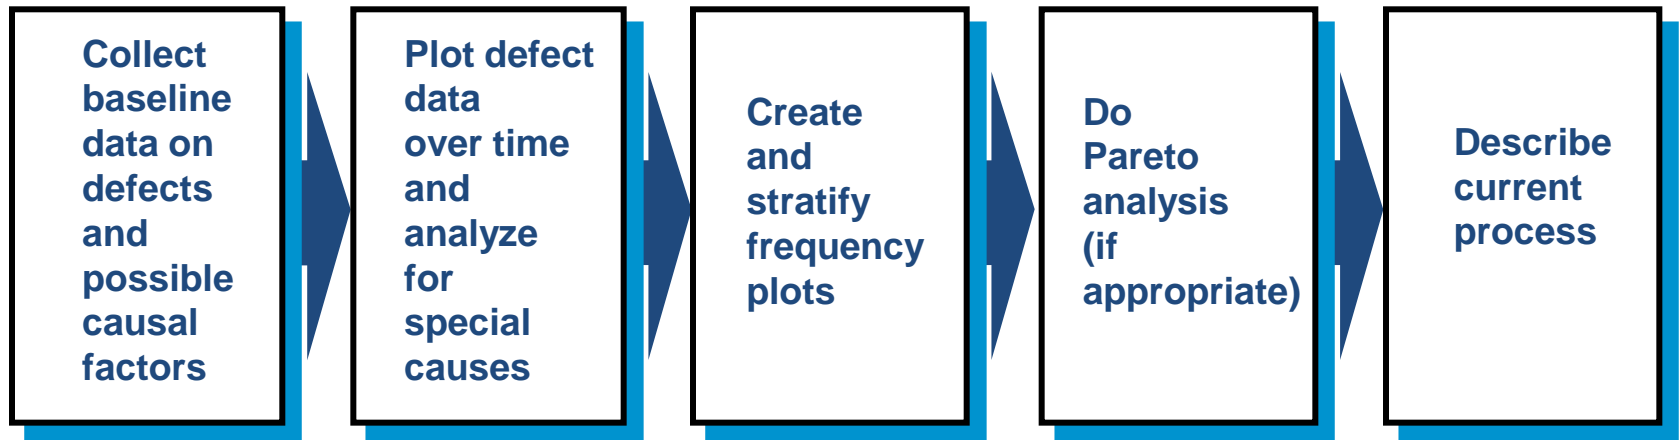 Collect
baseline
data on
defects
and
possible
causal
factors
Plot defect
data
over time
and
analyze
for
special
causes
Create
and
stratify
frequency
plots
Do
Pareto
analysis
(if
appropriate)
Describe
current
process